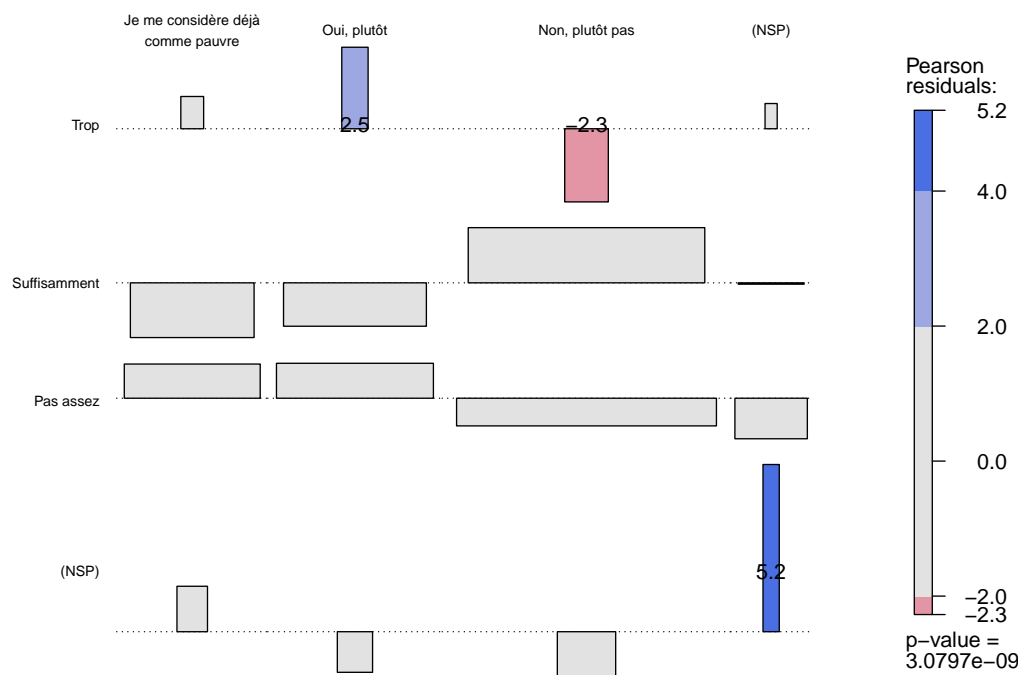 Je me considère déjà
comme pauvre
Oui, plutôt
Non, plutôt pas
(NSP)
Trop
2.5
−2.3
Suffisamment
Pas assez
(NSP)
5.2
Pearson
residuals:
5.2
4.0
2.0
0.0
−2.0
−2.3
p−value =
3.0797e−09